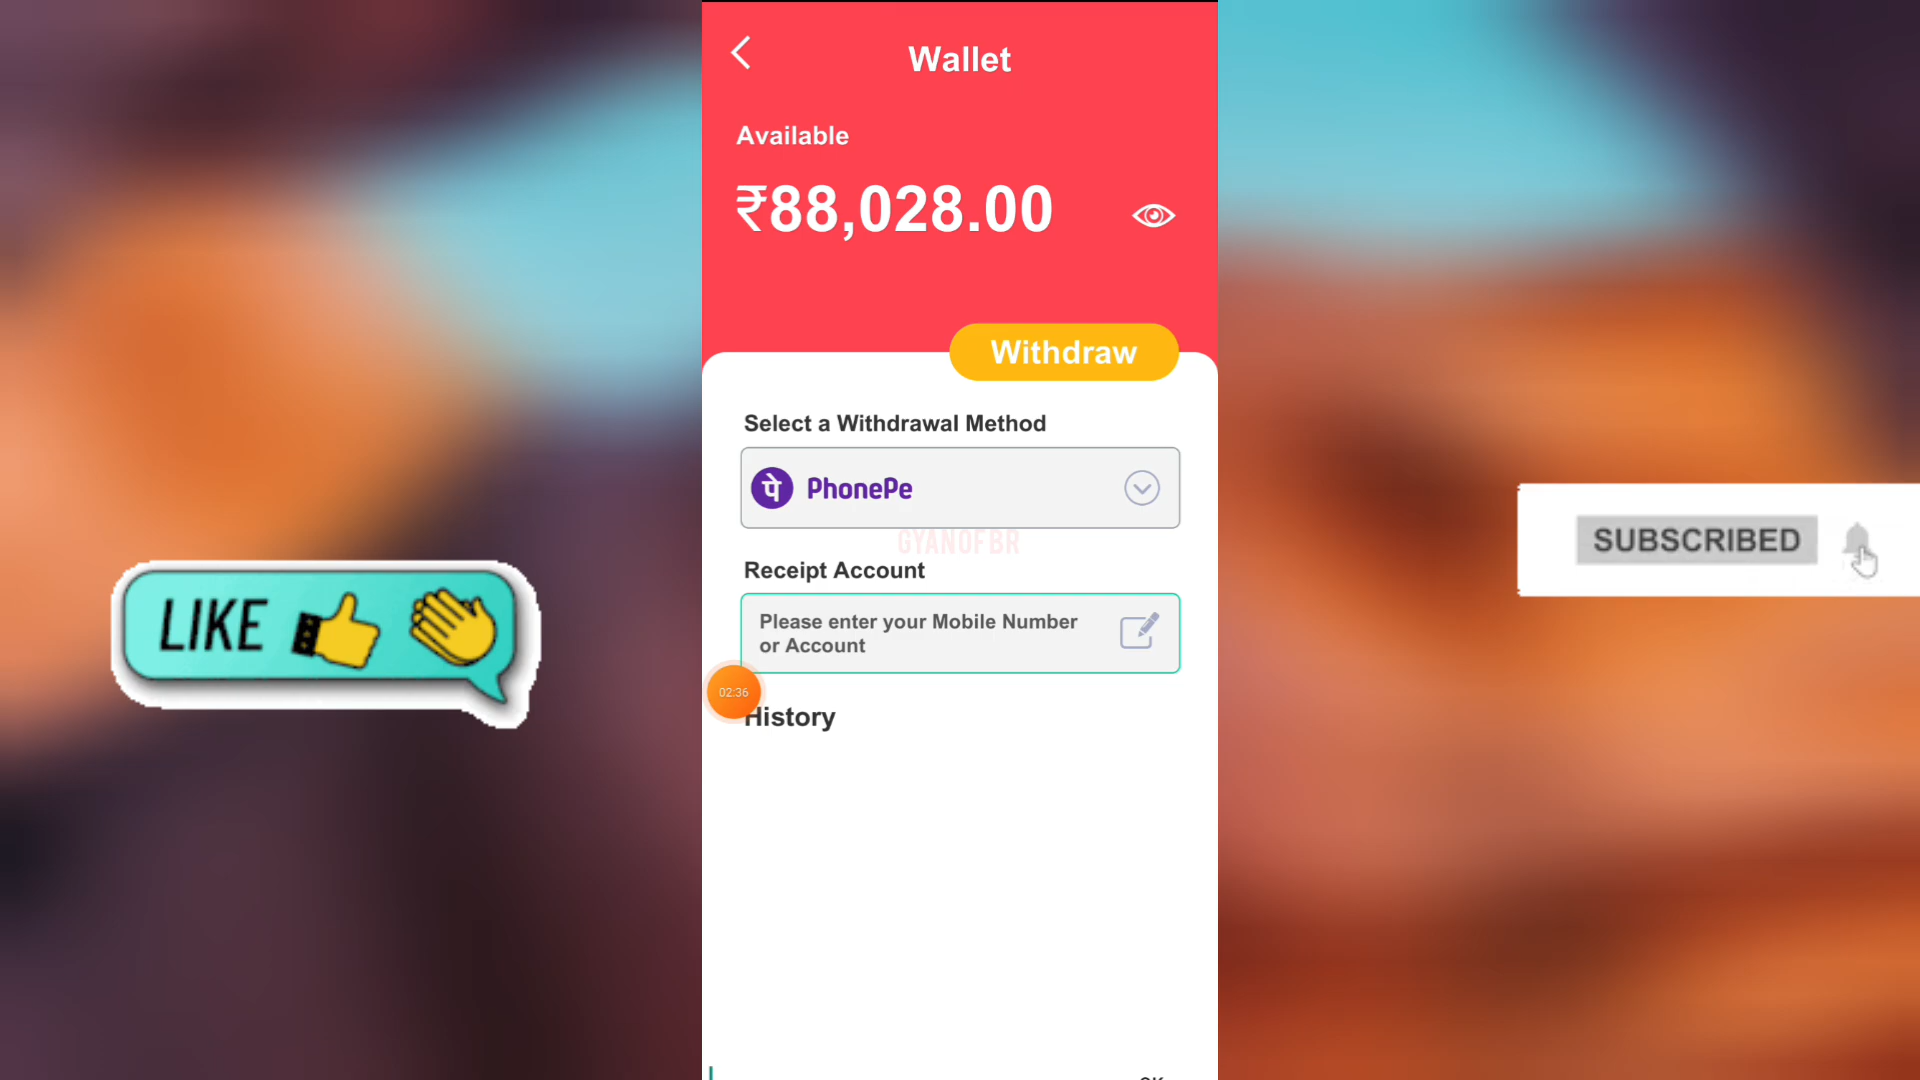 Wallet
Available
₹88,028.00
Withdraw
Select a Withdrawal Method
पे PhonePe
GYANOFBR
Receipt Account
Please enter your Mobile Number
or Account
02:36
History
LIKE
SUBSCRIBED